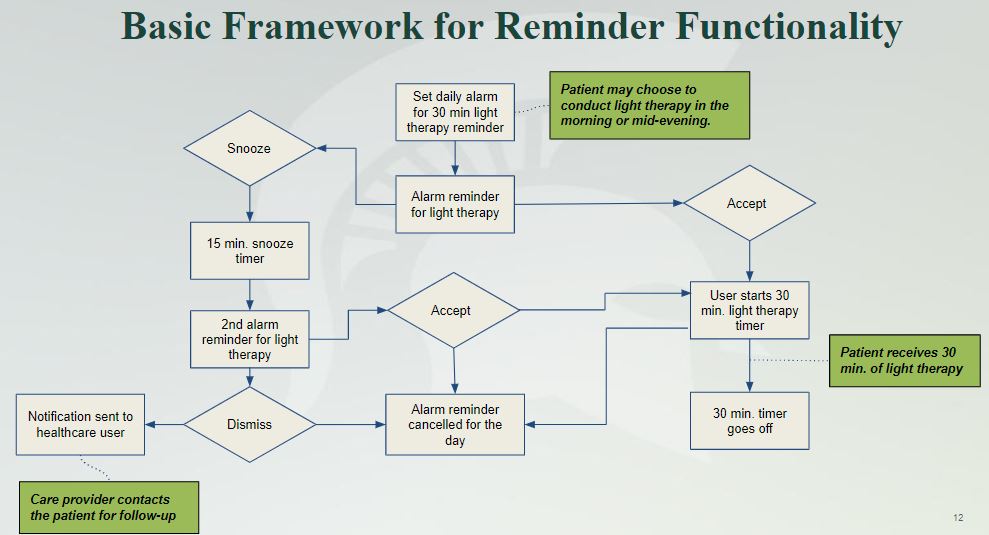 Basic Framework for Reminder Functionality
Set daily alarm
for 30 min light
therapy reminder
Patient may choose to
conduct light therapy in the
morning or mid-evening.
Snooze
Alarm reminder
for light therapy
Accept
15 min. snooze
timer
2nd alarm
reminder for light
therapy
Accept
User starts 30
min. light therapy
timer
Patient receives 30
min. of light therapy
Notification sent to
healthcare user
Dismiss
Alarm reminder
cancelled for the
day
30 min. timer
goes off
Care provider contacts
the patient for follow-up
12